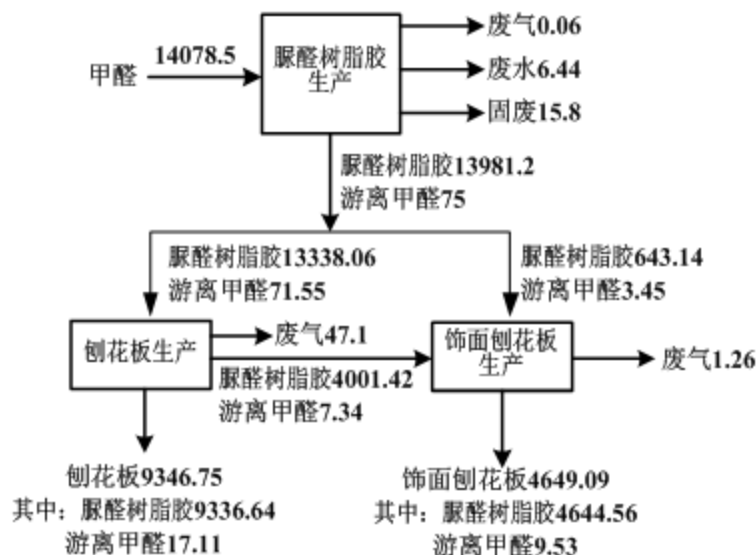 甲醛
14078.5
脲醛树脂胶
生产
废气0.06
废水6.44
固废15.8
脲醛树脂胶13981.2
游离甲醛75
脲醛树脂胶13338.06
游离甲醛71.55
脲醛树脂胶643.14
游离甲醛3.45
刨花板生产
废气47.1
脲醛树脂胶4001.42
游离甲醛7.34
饰面刨花板
生产
废气1.26
刨花板9346.75
其中：脲醛树脂9336.64
游离甲醛17.11
饰面刨花板4649.09
其中：脲醛树脂胶4644.56
游离甲醛9.53